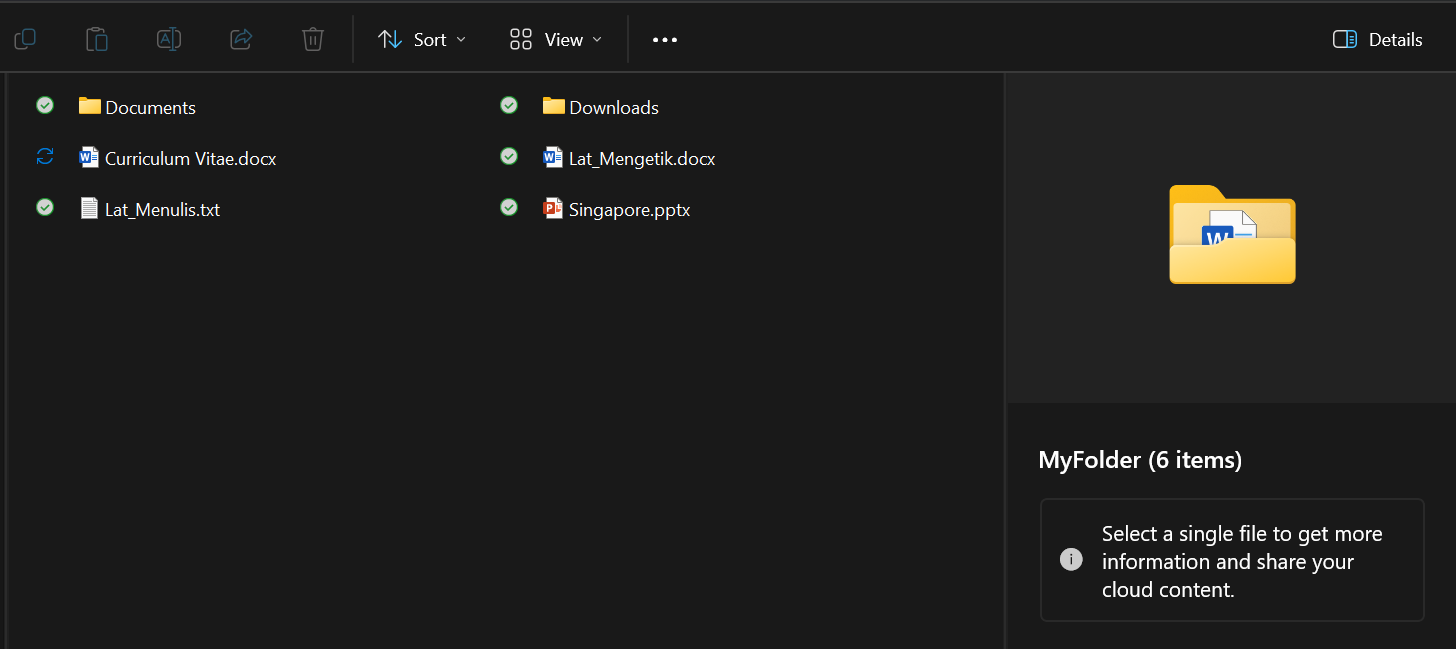 Sort
View
Details
Documents
Downloads
Curriculum Vitae.docx
Lat_Mengetik.docx
Lat_Menulis.txt
Singapore.pptx
MyFolder (6 items)
Select a single file to get more
information and share your
cloud content.